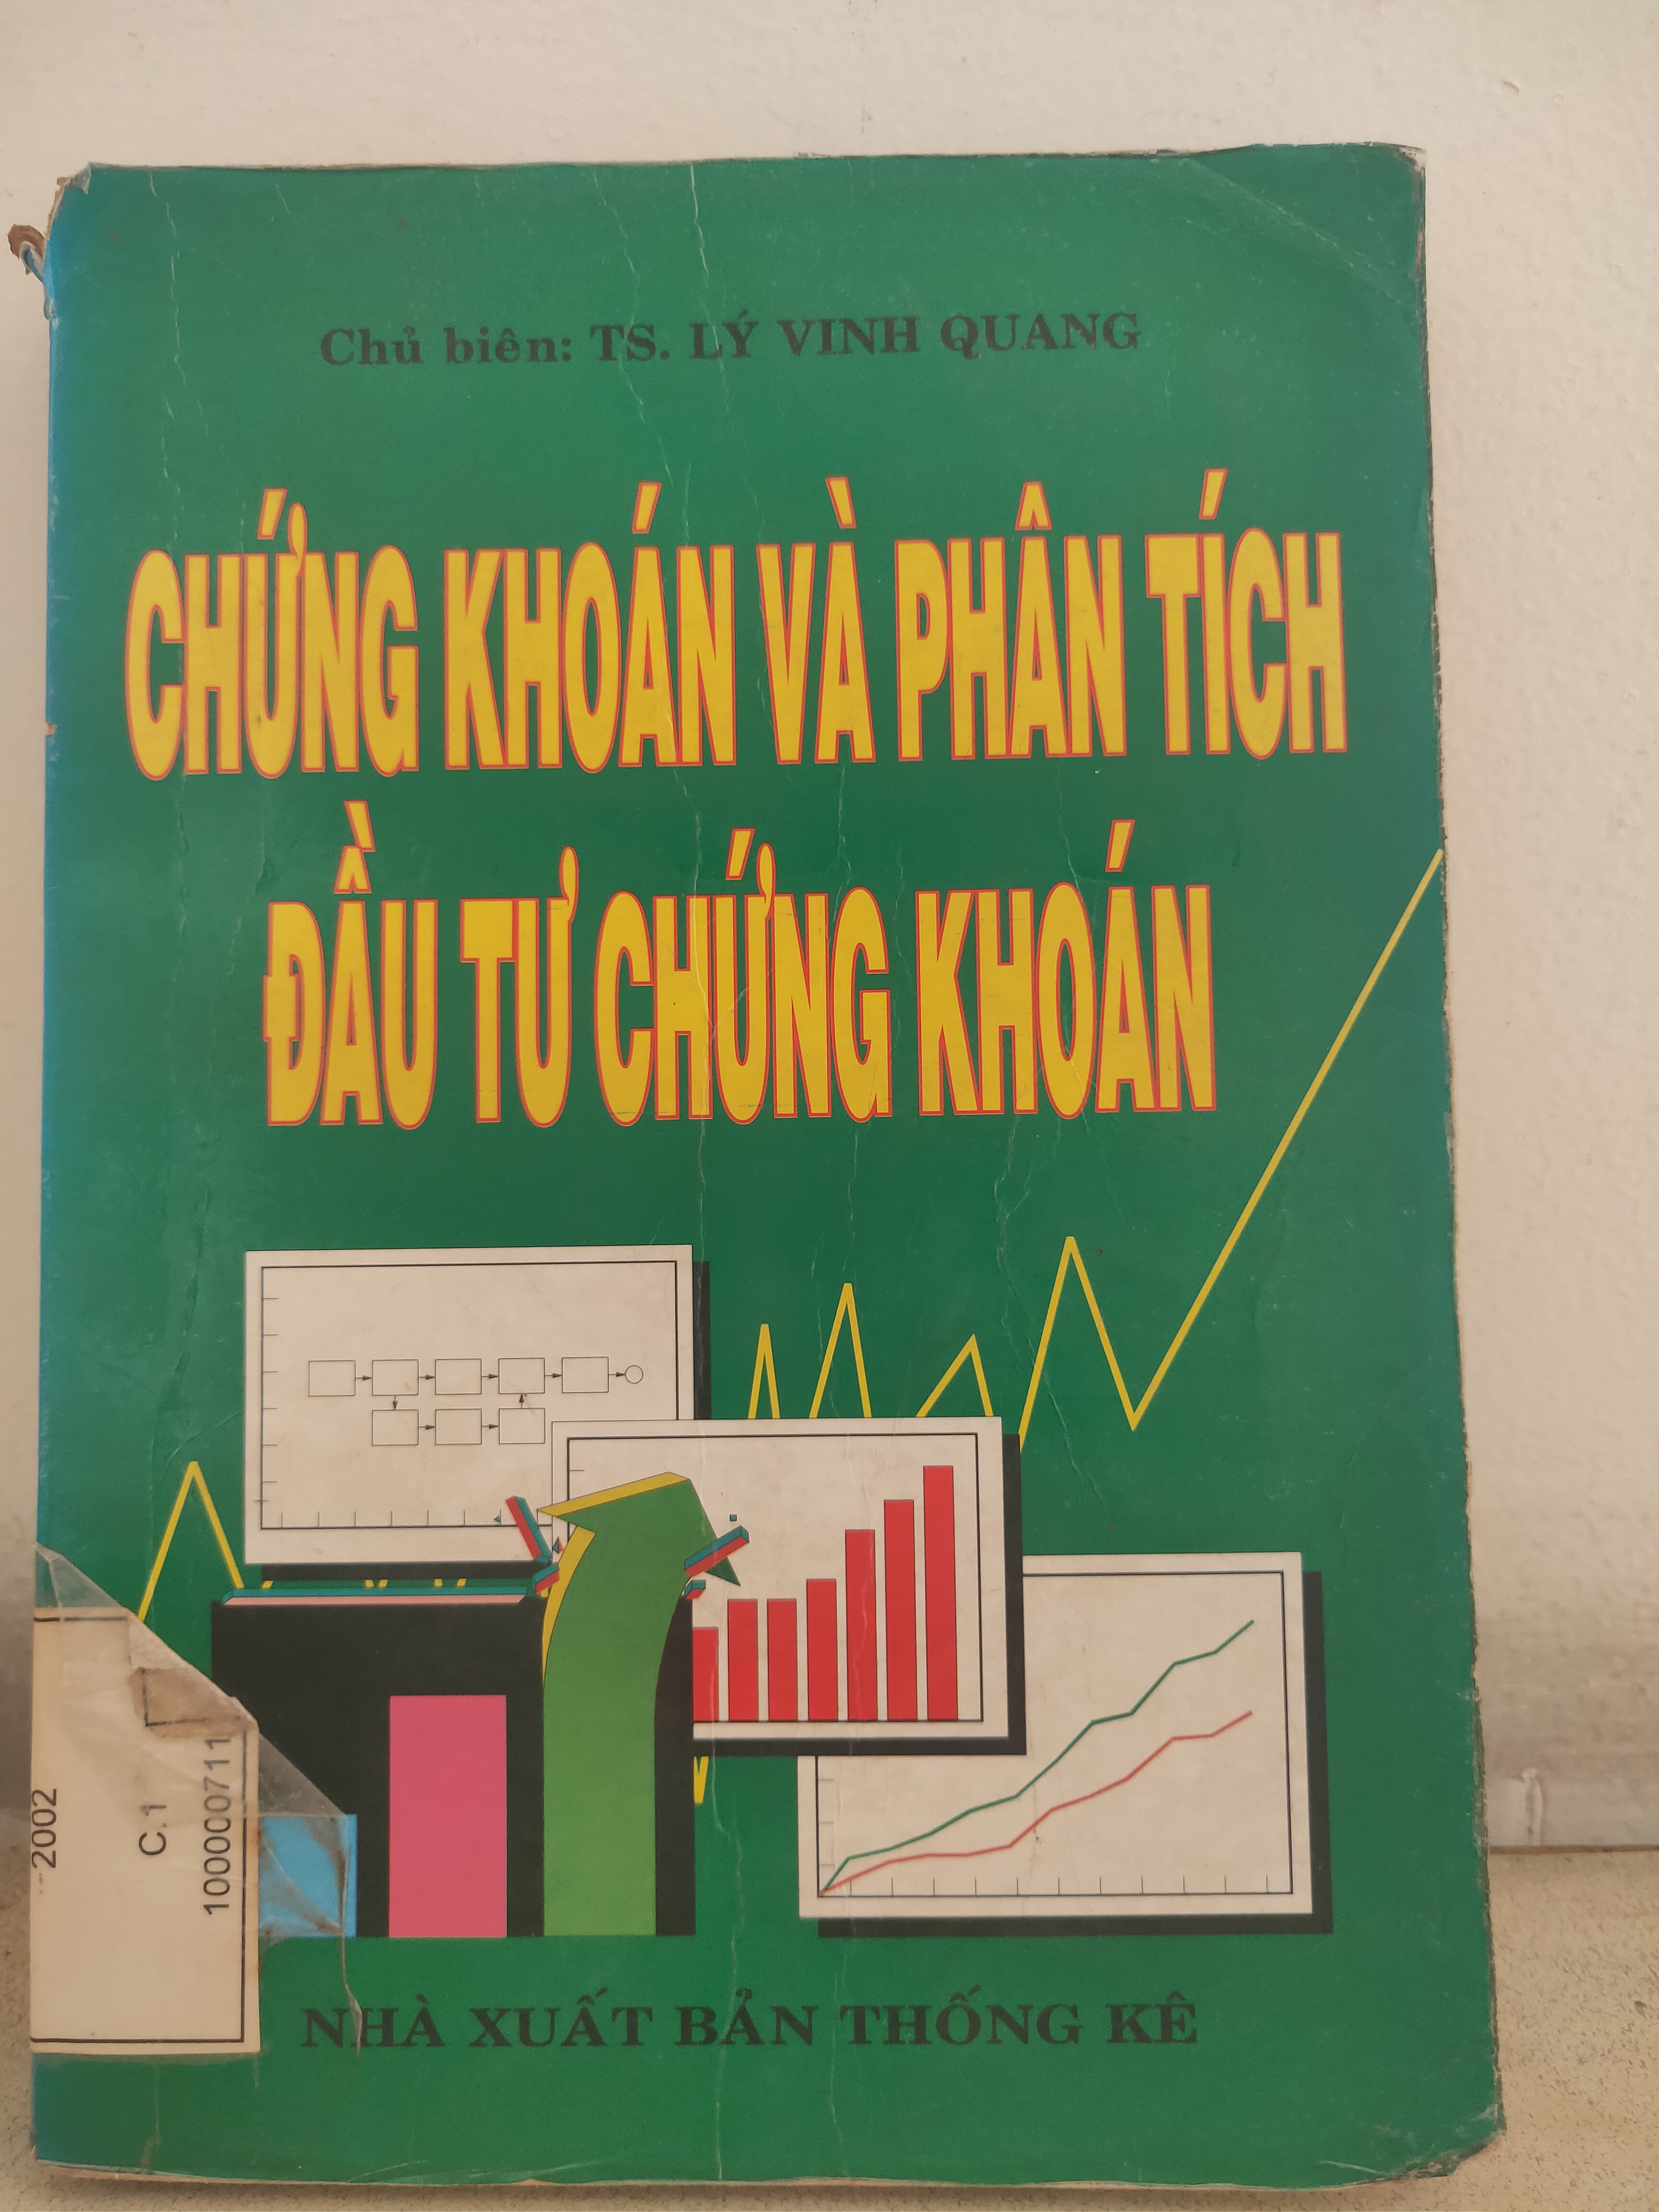 Chủ biên: TS. LÝ VINH QUANG
CHỨNG KHOÁN VÀ PHÂN TÍCH
ĐẦU TƯ CHỨNG KHOÁN
2002
C.1
10000711
NHÀ XUẤT BẢN THỐNG KÊ